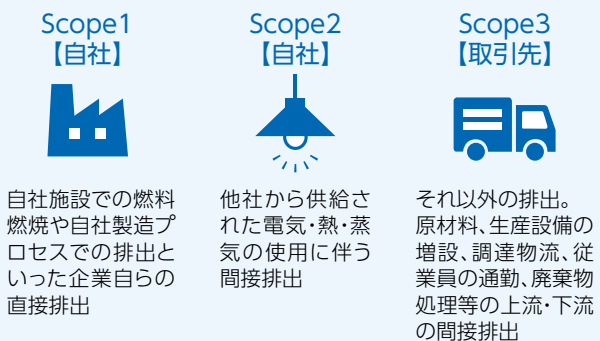 Scope1
【自社】
自社施設での燃料
燃焼や自社製造プ
ロセスでの排出と
いった企業自らの
直接排出
Scope2
【自社】
他社から供給さ
れた電気・熱・蒸
気の使用に伴う
間接排出
Scope3
【取引先】
それ以外の排出。
原材料、生産設備の
増設、調達物流、従
業員の通勤、廃棄物
処理等の上流・下流
の間接排出